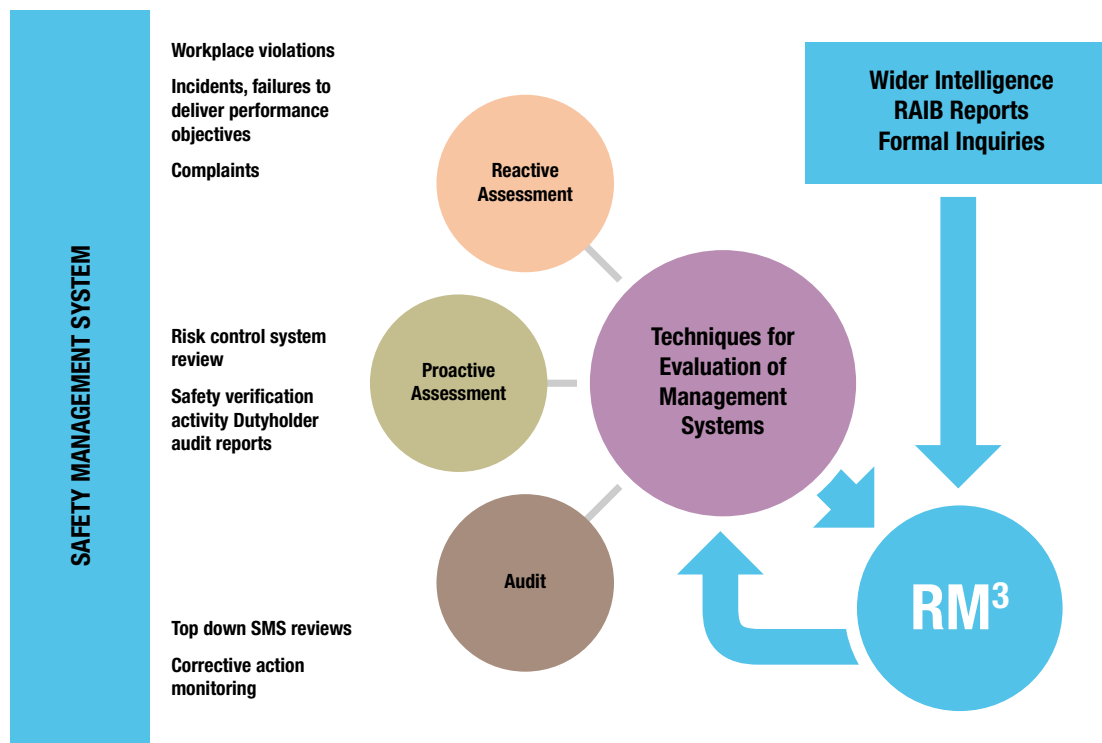 SAFETY MANAGEMENT SYSTEM
Workplace violations
Incidents, failures to
deliver performance
objectives
Complaints
Risk control system
review
Safety verification
activity Dutyholder
audit reports
Top down SMS reviews
Corrective action
monitoring
Reactive
Assessment
Proactive
Assessment
Audit
Techniques for
Evaluation of
Management
Systems
Wider Intelligence
RAIB Reports
Formal Inquiries
RM³